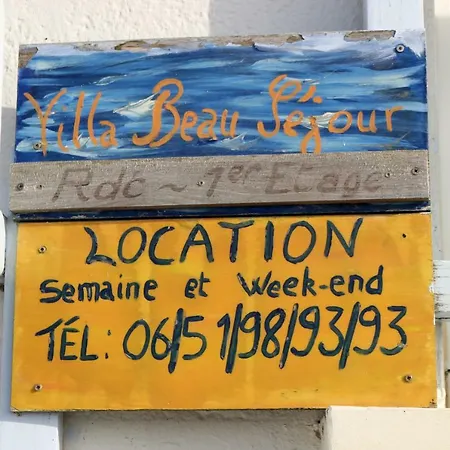 Villa Beau Séjour
Rdc ~ 1er Etage
LOCATION
Semaine et Week-end
TÉL: 06/51/98/93/93